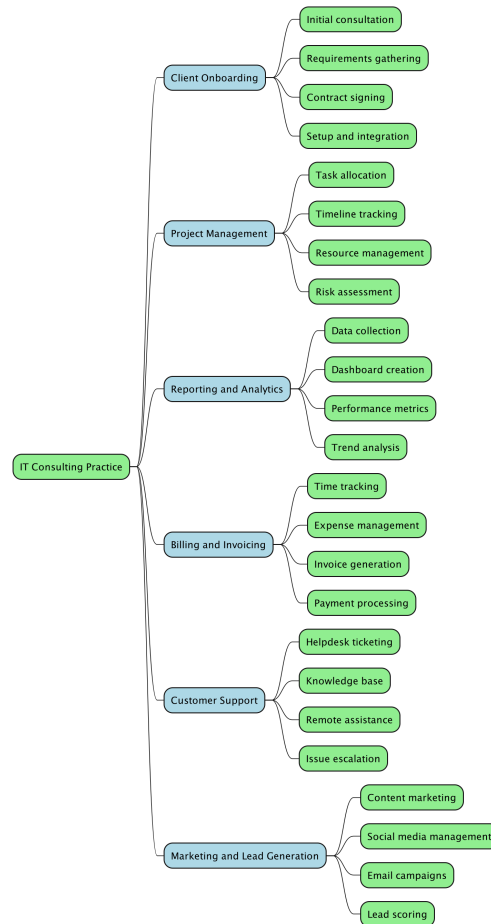 Initial consultation
Requirements gathering
Client Onboarding
Contract signing
Setup and integration
Task allocation
Timeline tracking
Project Management
Resource management
Risk assessment
Data collection
Dashboard creation
Reporting and Analytics
Performance metrics
Trend analysis
IT Consulting Practice
Time tracking
Expense management
Billing and Invoicing
Invoice generation
Payment processing
Helpdesk ticketing
Knowledge base
Customer Support
Remote assistance
Issue escalation
Content marketing
Social media management
Marketing and Lead Generation
Email campaigns
Lead scoring